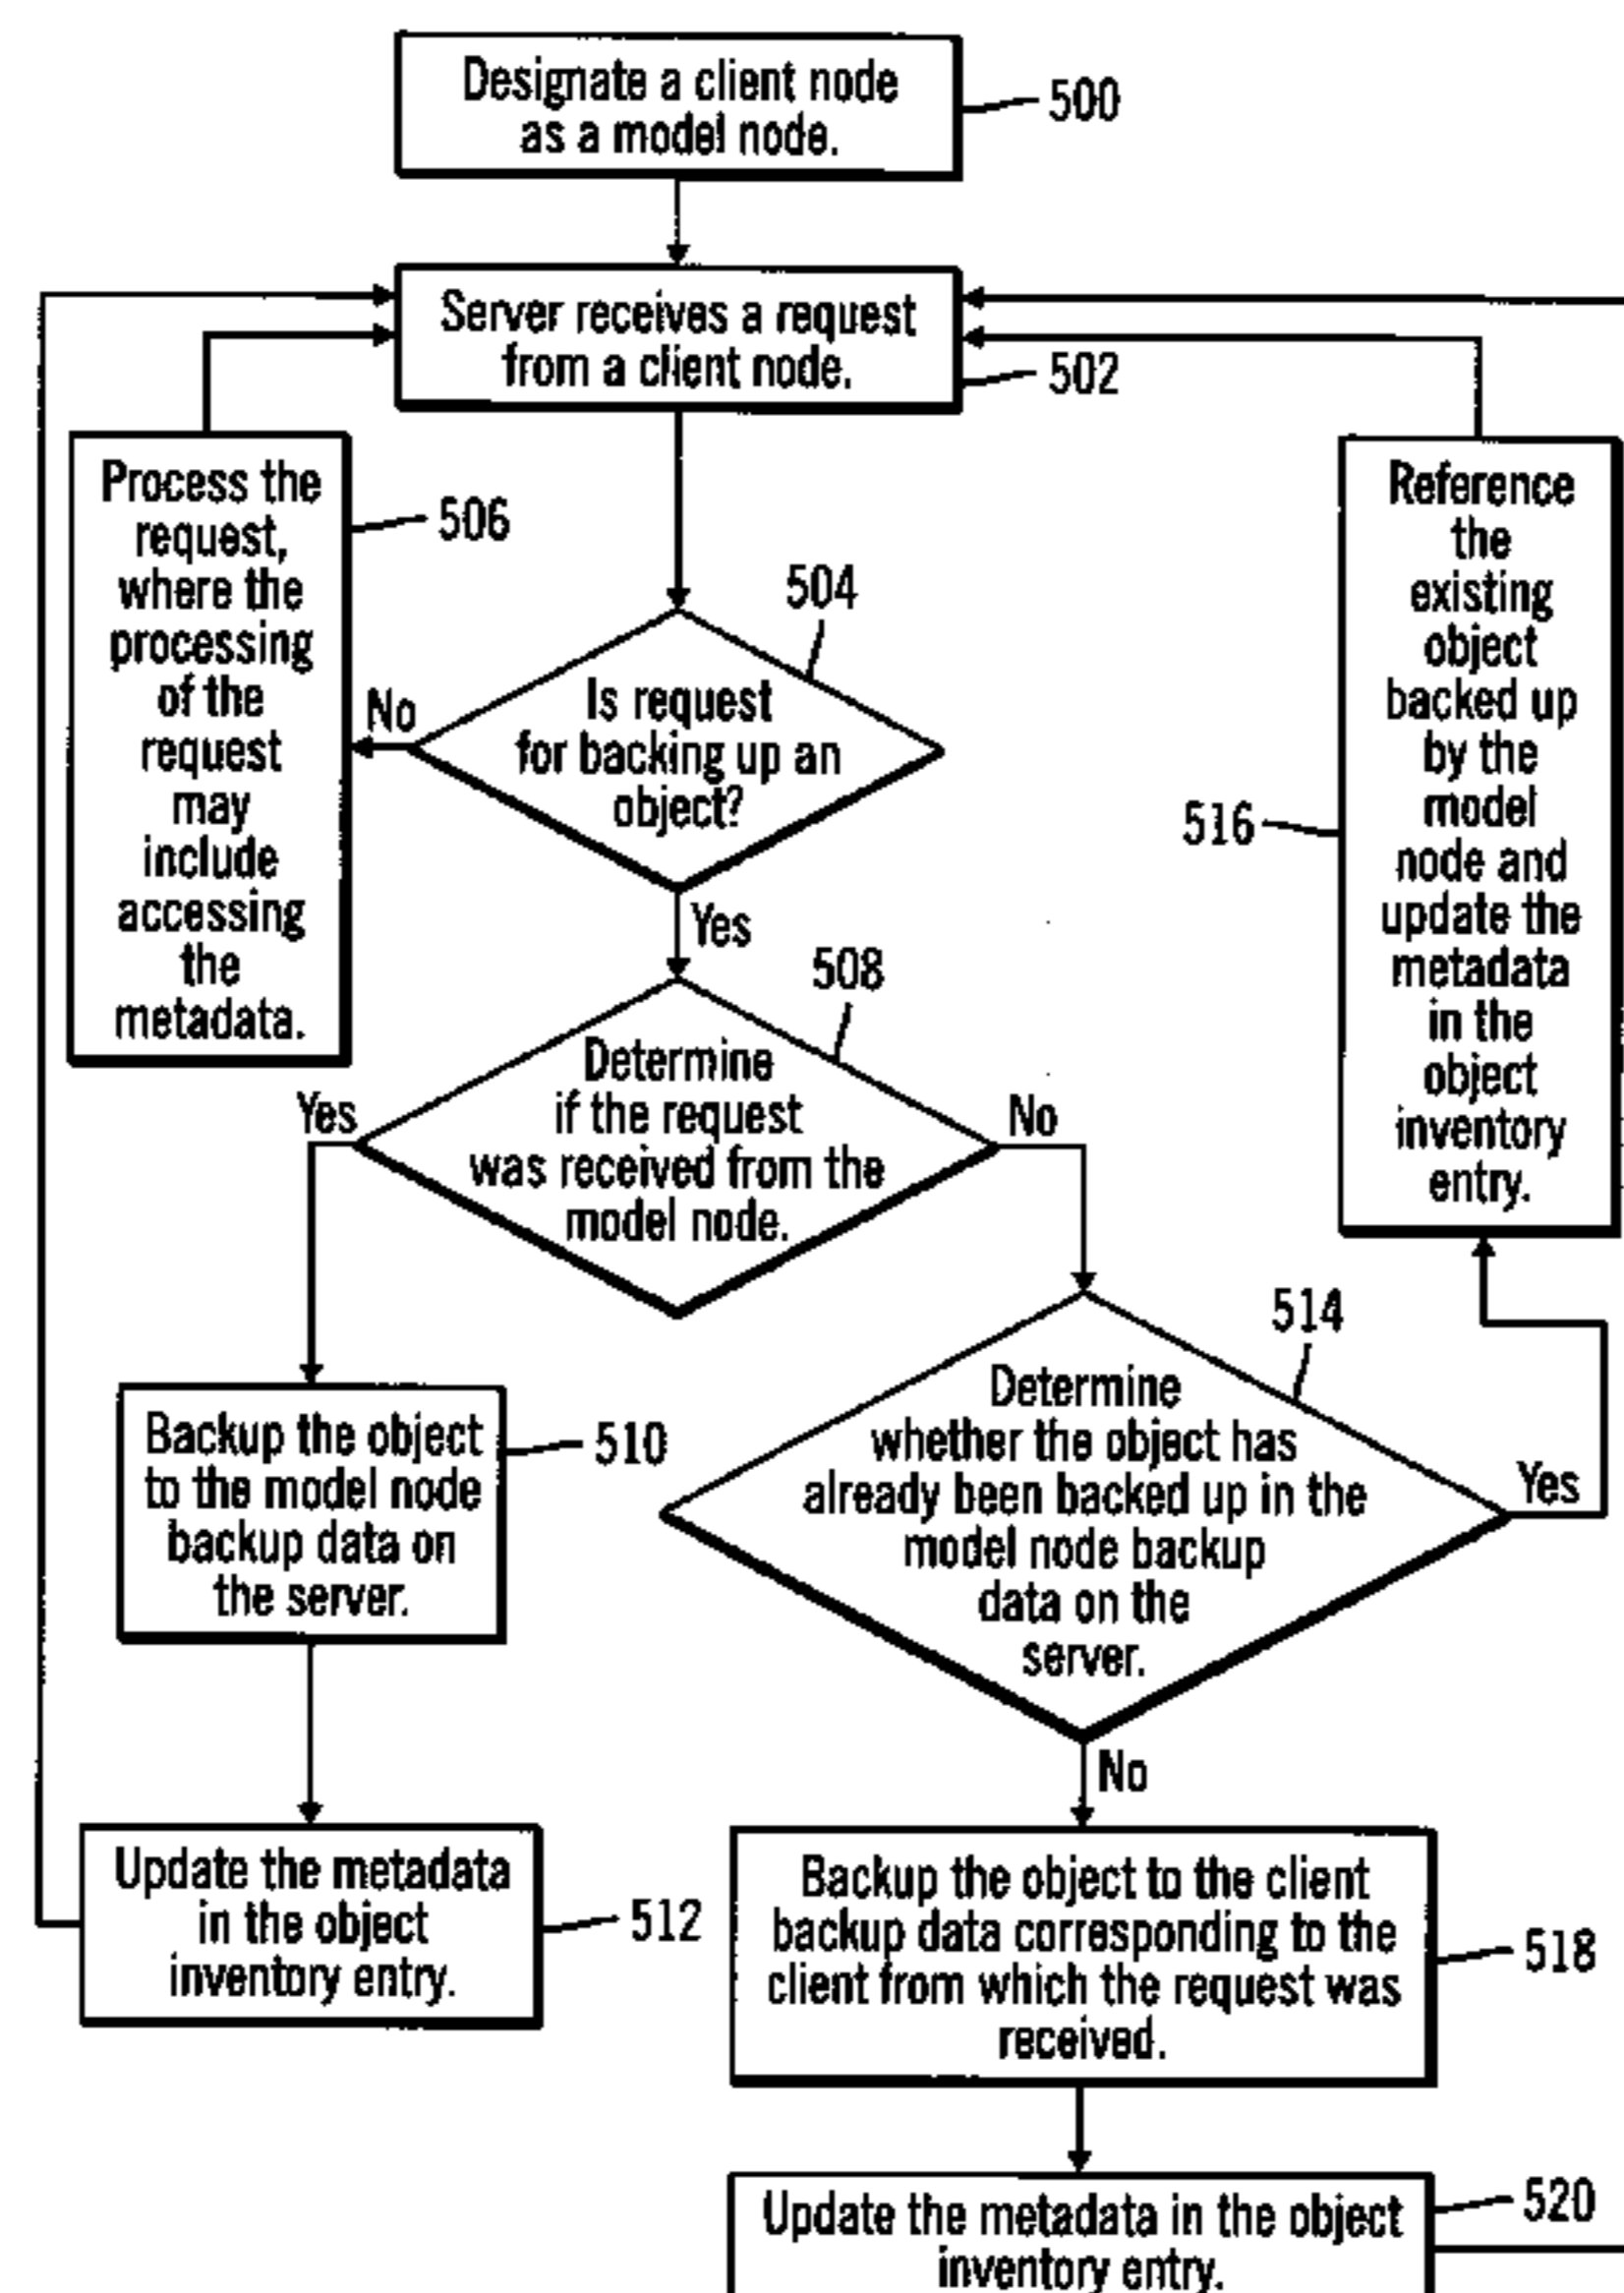 Designate a client node
as a model node.
500
Server receives a request
from a client node.
502
Process the
request,
where the
processing
of the
request
may
include
accessing
the
metadata.
506
504
Is request
for backing up an
object?
No
Yes
Reference
the
existing
object
backed up
by the
model
node and
update the
metadata
in the
object
inventory
entry.
516
508
Determine
if the request
was received from the
model node.
Yes
No
514
Determine
whether the object has
already been backed up in the
model node backup
data on the
server.
Yes
No
Backup the object
to the model node
backup data on
the server.
510
Update the metadata
in the object
inventory entry.
512
Backup the object to the client
backup data corresponding to the
client from which the request was
received.
518
Update the metadata in the object
inventory entry.
520